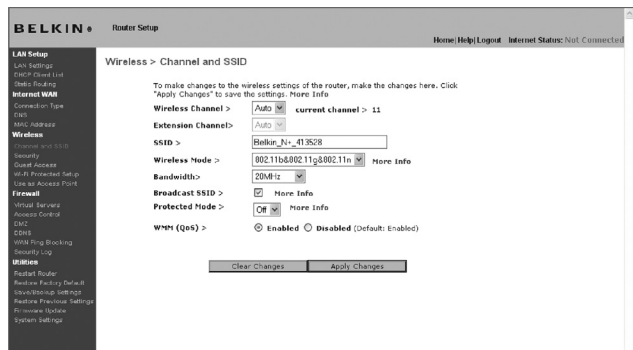 BELKIN
Router Setup
Home|Help|Logout Internet Status: Not Connected
LAN Setup
LAN Settings
DHCP Client List
Static Routing
Internet WAN
Connection Type
DNS
MAC Address
Wireless
Channel and SSID
Security
Guest Access
Wi-Fi Protected Setup
Use as Access Point
Firewall
Virtual Servers
Access Control
DMZ
DDNS
WAN Ping Blocking
Security Log
Utilities
Restart Router
Restore Factory Default
Save/Backup Settings
Restore Previous Settings
Firmware Update
System Settings
Wireless > Channel and SSID
To make changes to the wireless settings of the router, make the changes here. Click
"Apply Changes" to save the settings. More Info
Wireless Channel > Auto current channel > 11
Extension Channel> Auto
SSID > Belkin_N+_413528
Wireless Mode > 802.11b&802.11g&802.11n More Info
Bandwidth> 20MHz
Broadcast SSID > More Info
Protected Mode > Off More Info
WMM (QoS) > Enabled Disabled (Default: Enabled)
Clear Changes Apply Changes